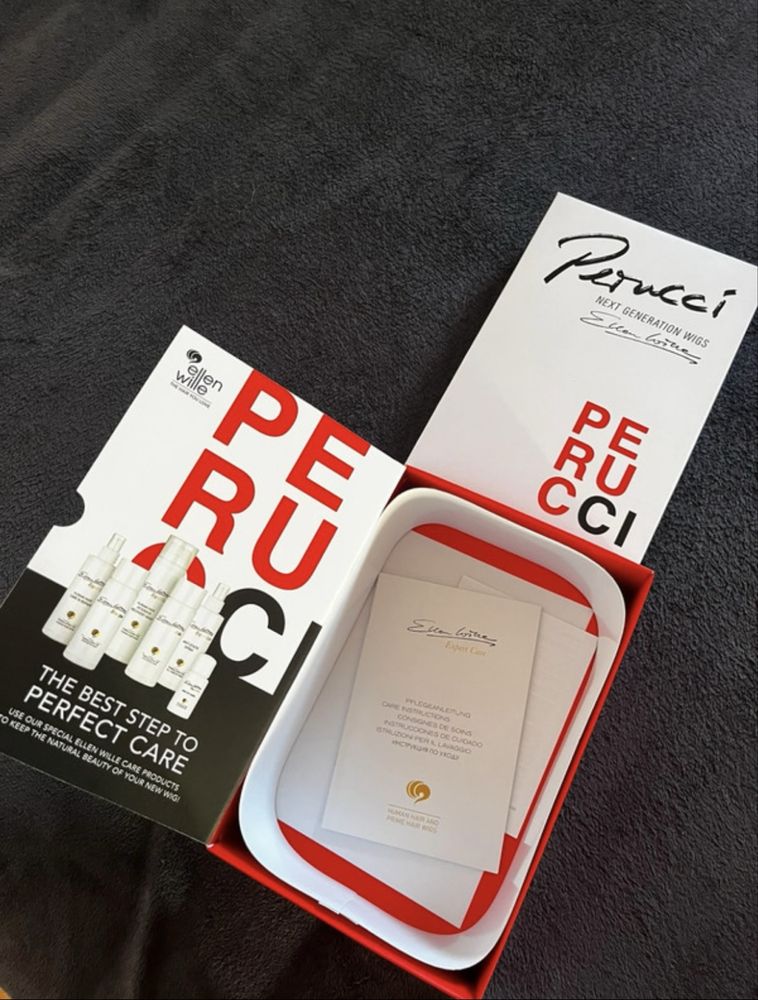 Perucci
NEXT GENERATION WIGS
Ellen Wille
PE
RU
CCI
ellen
wille
THE HAIR YOU LOVE
PE
RU
CCI
THE BEST STEP TO
PERFECT CARE
USE OUR SPECIAL ELLEN WILLE CARE PRODUCTS
TO KEEP THE NATURAL BEAUTY OF YOUR NEW WIG!
Ellen Wille
Expert Care
PFLEGEANLEITUNG
CARE INSTRUCTIONS
CONSIGNES DE SOINS
INSTRUCCIONES DE CUIDADO
ISTRUZIONI PER IL LAVAGGIO
ИНСТРУКЦИЯ ПО УХОДУ
HUMAN HAIR AND
PRIME HAIR WIGS